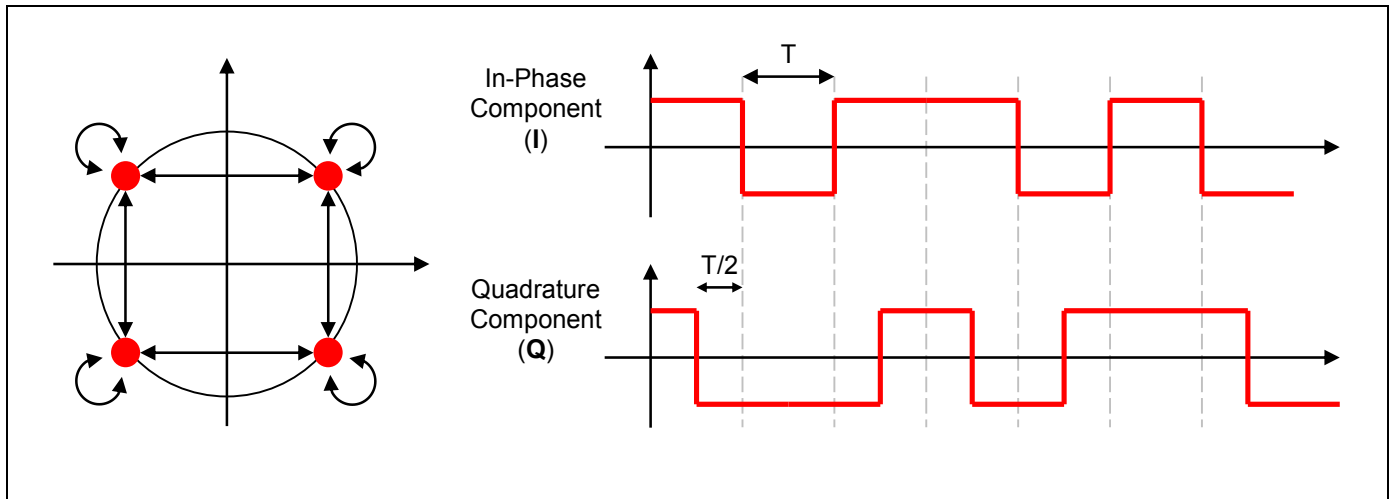 In-Phase
Component
(I)
T
T/2
Quadrature
Component
(Q)